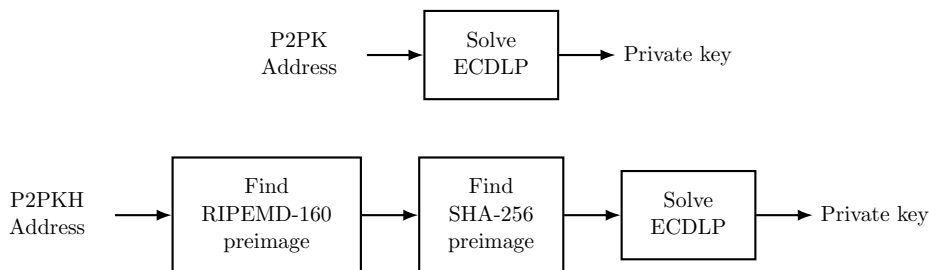 P2PK
Address
Solve
ECDLP
Private key
P2PKH
Address
Find
RIPEMD-160
preimage
Find
SHA-256
preimage
Solve
ECDLP
Private key